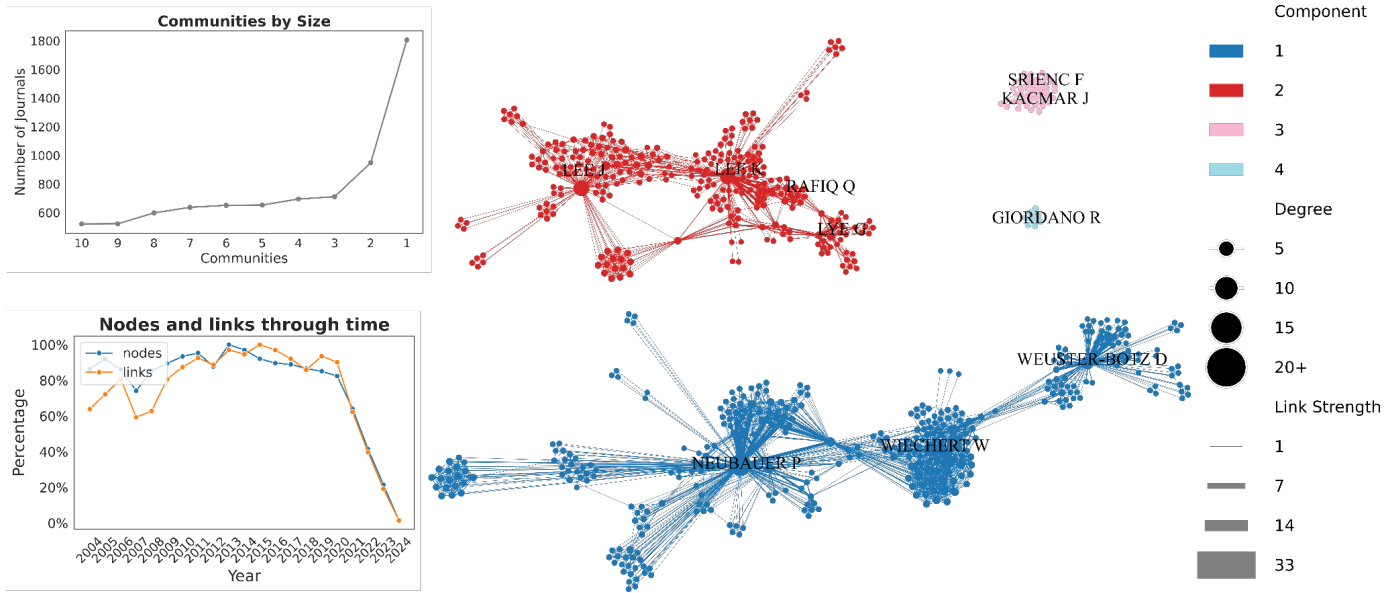 Communities by Size
Number of Journals
1800
1600
1400
1200
1000
800
600
10 9 8 7 6 5 4 3 2 1
Communities
Nodes and links through time
nodes
links
Percentage
100%
80%
60%
40%
20%
0%
2004 2005 2006 2007 2008 2009 2010 2011 2012 2013 2014 2015 2016 2017 2018 2019 2020 2021 2022 2023 2024
Year
LEE J
LEE K
RAFIQ Q
LYE G
SRIENC F
KACMAR J
GIORDANO R
WEUSTER-BOTZ D
WIECHERT W
NEUBAUER P
Component
1
2
3
4
Degree
5
10
15
20+
Link Strength
1
7
14
33